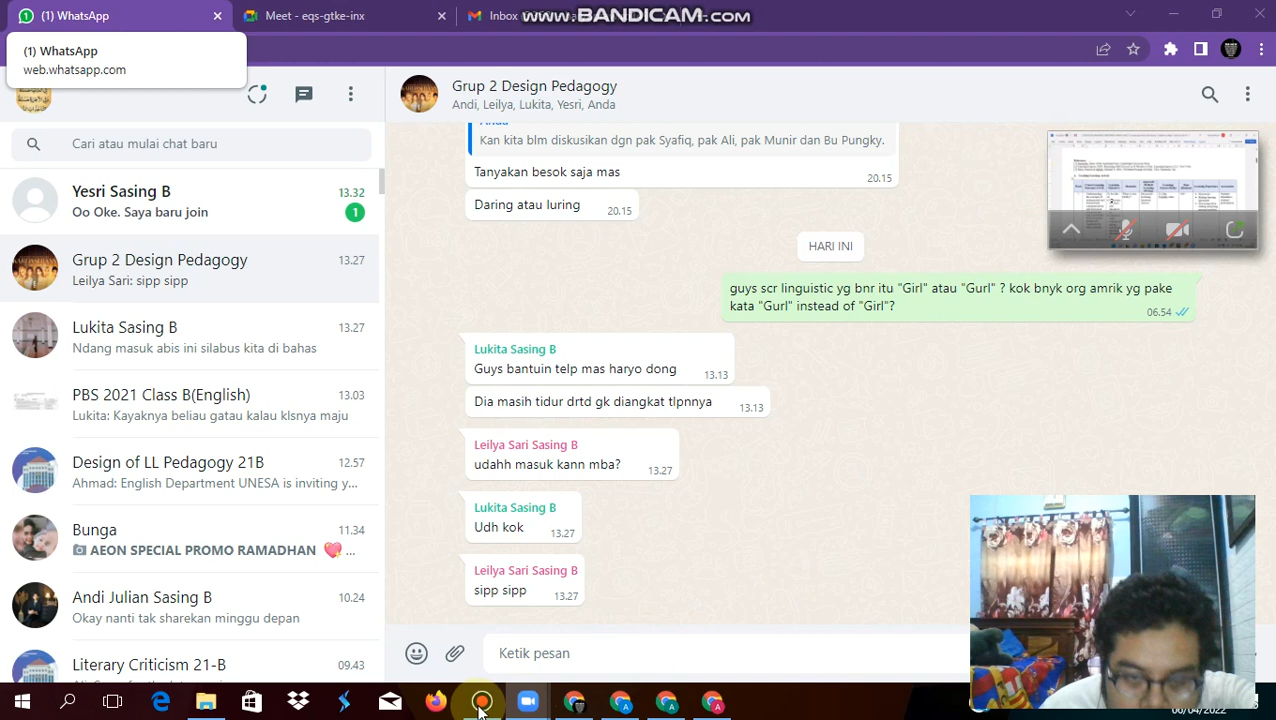 (1) WhatsApp
Meet - eqs-gtke-inx
Inbox
www.BANDICAM.com
(1) WhatsApp
web.whatsapp.com
Cari atau mulai chat baru
Yesri Sasing B
13.32
Oo Oke. Saya baru join
1
Grup 2 Design Pedagogy
13.27
Leilya Sari: sipp sipp
Lukita Sasing B
13.27
Ndang masuk abis ini silabus kita di bahas
PBS 2021 Class B(English)
13.03
Lukita: Kayaknya beliau gatau kalau klsnya maju
Design of LL Pedagogy 21B
12.57
Ahmad: English Department UNESA is inviting y...
Bunga
11.34
AEON SPECIAL PROMO RAMADHAN ...
Andi Julian Sasing B
10.24
Okay nanti tak sharekan minggu depan
Literary Criticism 21-B
09.43
Grup 2 Design Pedagogy
Andi, Leilya, Lukita, Yesri, Anda
Kan kita blm diskusikan dgn pak Syafiq, pak Ali, pak Munir dan Bu Pungky.
Tanyakan besok saja mas
20.15
Daring apa luring
20.15
HARI INI
guys scr linguistic yg bnr itu "Girl" atau "Gurl" ? kok bnyk org amrik yg pake
kata "Gurl" instead of "Girl"?
06.54
Lukita Sasing B
Guys bantuin telp mas haryo dong
13.13
Dia masih tidur drtd gk diangkat tlpnnya
13.13
Leilya Sari Sasing B
udahh masuk kann mba?
13.27
Lukita Sasing B
Udh kok
13.27
Leilya Sari Sasing B
sipp sipp
13.27
Ketik pesan
06/04/2022